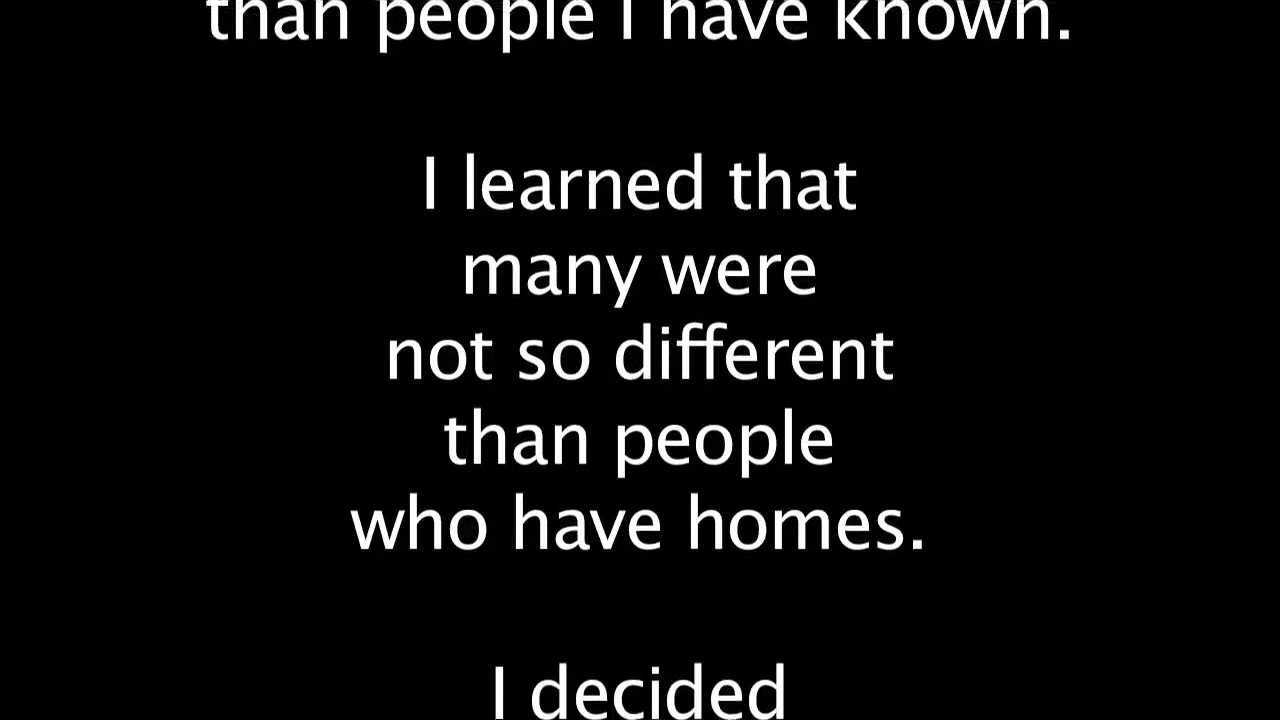 than people I have known.
I learned that
many were
not so different
than people
who have homes.
I decided